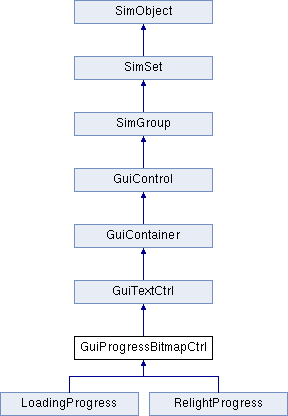 SimObject
SimSet
SimGroup
GuiControl
GuiContainer
GuiTextCtrl
GuiProgressBitmapCtrl
LoadingProgress
RelightProgress